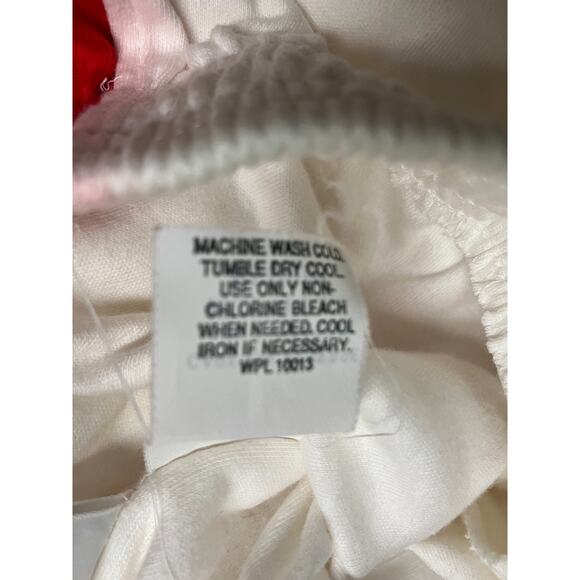 MACHINE WASH COLD.
TUMBLE DRY COOL.
USE ONLY NON-
CHLORINE BLEACH
WHEN NEEDED. COOL
IRON IF NECESSARY.
WPL 10013